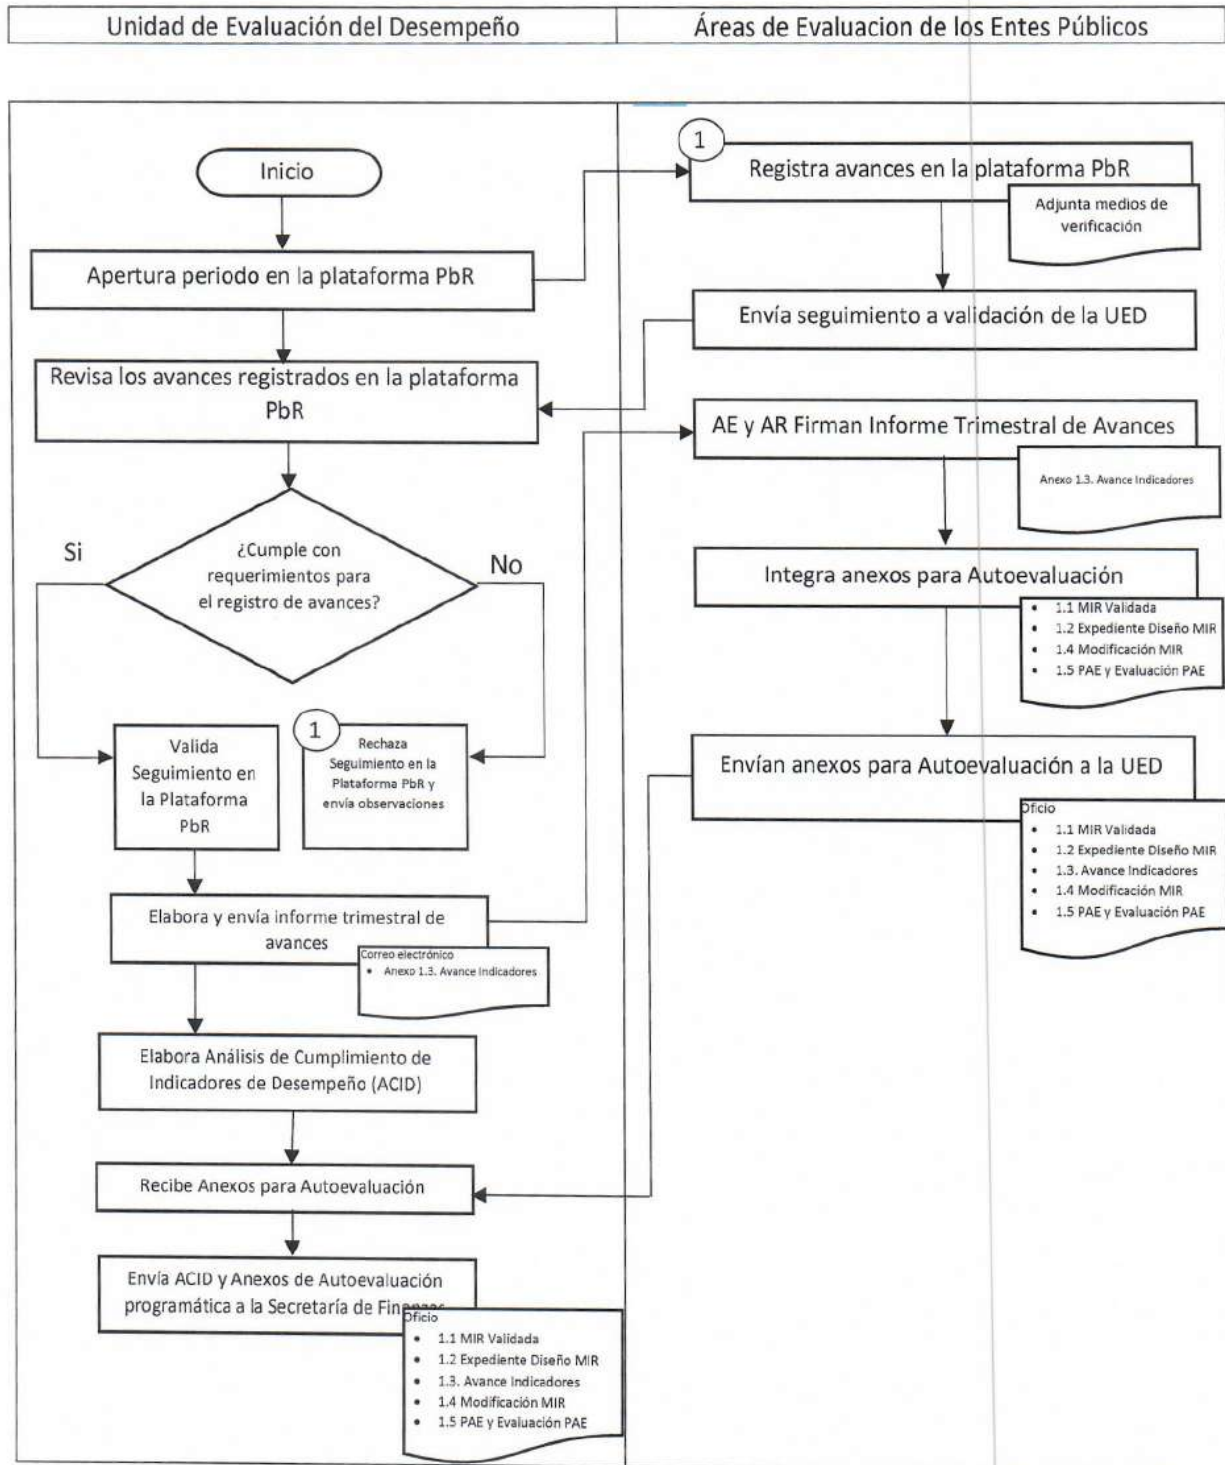 Unidad de Evaluación del Desempeño
Áreas de Evaluacion de los Entes Públicos
Inicio
Apertura periodo en la plataforma PbR
Revisa los avances registrados en la plataforma
PbR
¿Cumple con
requerimientos para
el registro de avances?
Si
No
Valida
Seguimiento en
la Plataforma
PbR
1
Rechaza
Seguimiento en la
Plataforma PbR y
envía observaciones
Elabora y envía informe trimestral de
avances
Correo electrónico
• Anexo 1.3. Avance Indicadores
Elabora Análisis de Cumplimiento de
Indicadores de Desempeño (ACID)
Recibe Anexos para Autoevaluación
Envía ACID y Anexos de Autoevaluación
programática a la Secretaría de Finanzas
Oficio
• 1.1 MIR Validada
• 1.2 Expediente Diseño MIR
• 1.3. Avance Indicadores
• 1.4 Modificación MIR
• 1.5 PAE y Evaluación PAE
1
Registra avances en la plataforma PbR
Adjunta medios de
verificación
Envía seguimiento a validación de la UED
AE y AR Firman Informe Trimestral de Avances
Anexo 1.3. Avance Indicadores
Integra anexos para Autoevaluación
• 1.1 MIR Validada
• 1.2 Expediente Diseño MIR
• 1.4 Modificación MIR
• 1.5 PAE y Evaluación PAE
Envían anexos para Autoevaluación a la UED
Oficio
• 1.1 MIR Validada
• 1.2 Expediente Diseño MIR
• 1.3. Avance Indicadores
• 1.4 Modificación MIR
• 1.5 PAE y Evaluación PAE